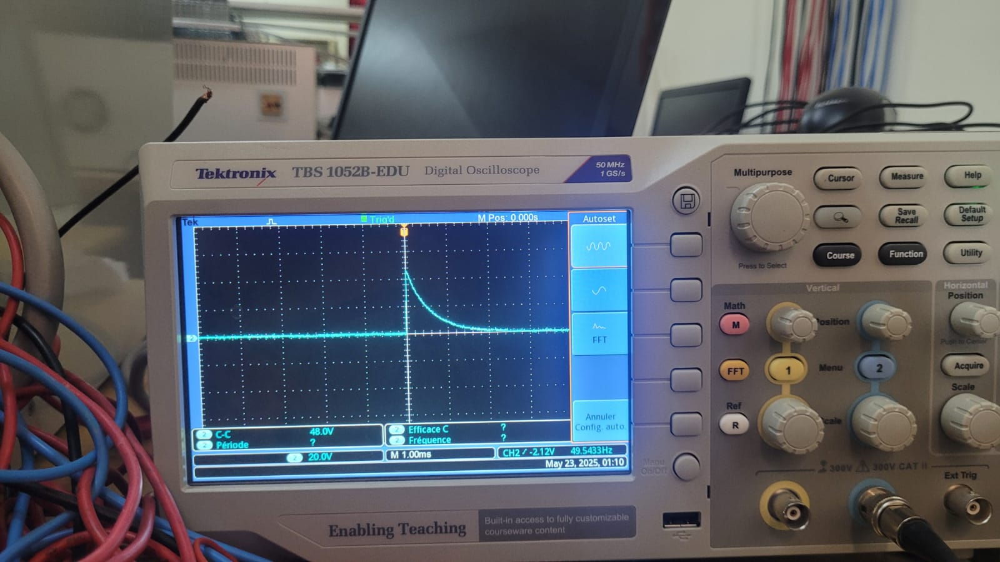 Tektronix TBS 1052B-EDU Digital Oscilloscope
50 MHz
1 GS/s
Tek Trig'd M Pos: 0.000s
Autoset
FFT
Annuler
Config. auto.
2 C-C 48.0V
2 Période ?
2 Efficace C ?
2 Fréquence ?
2 20.0V M 1.00ms CH2 / -2.12V 49.5433Hz
May 23, 2025, 01:10
2
T
Menu
On/Off
Enabling Teaching
Built-in access to fully customizable
courseware content
Multipurpose
Press to Select
Cursor
Measure
Help
Save
Recall
Default
Setup
Course
Function
Utility
Vertical
Horizontal
Position
Math
M
Position
Push to Center
FFT
1
Menu
2
Acquire
Scale
Ref
R
Scale
300V
300V CAT II
Ext Trig